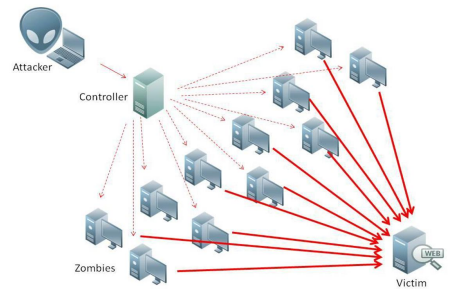 Attacker
Controller
Zombies
WEB
Victim